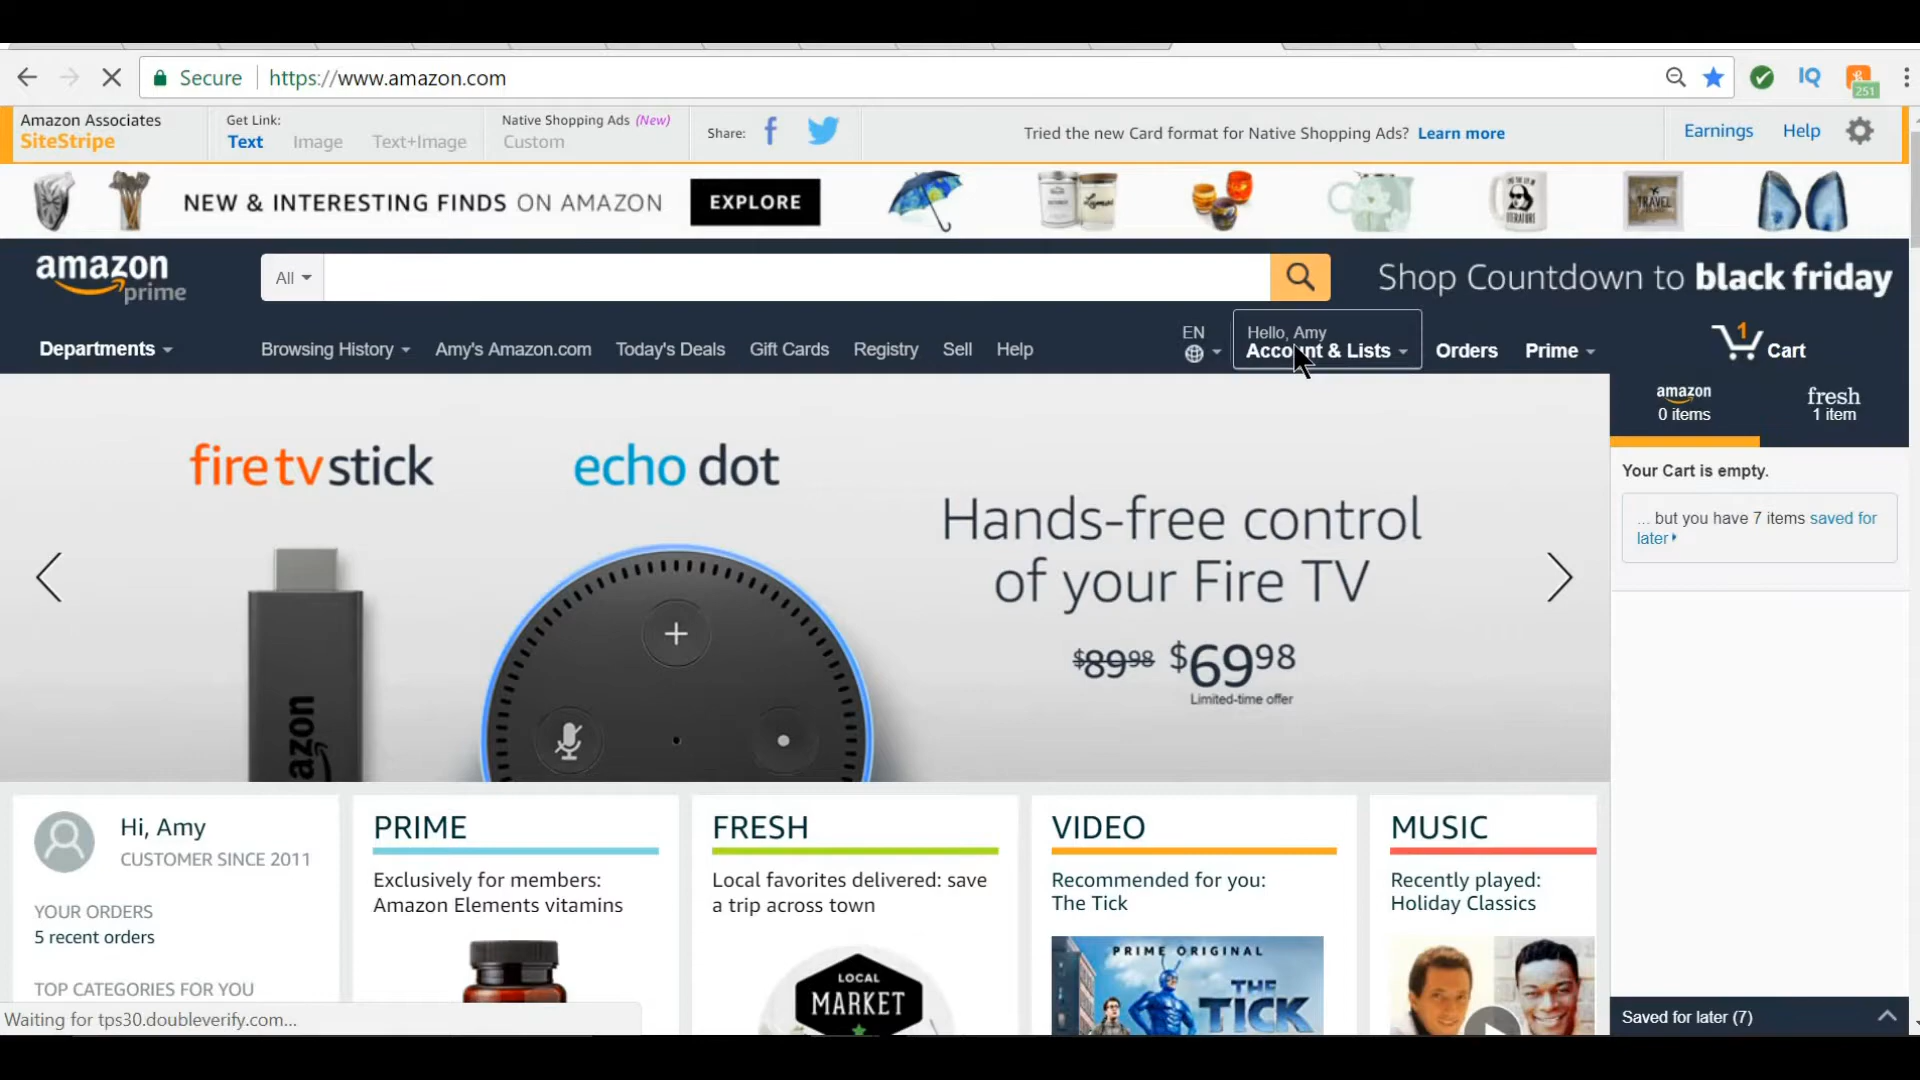 Secure https://www.amazon.com
251
Amazon Associates
SiteStripe
Get Link:
Text Image Text+Image
Native Shopping Ads (New)
Custom
Share:
Tried the new Card format for Native Shopping Ads? Learn more
Earnings Help
NEW & INTERESTING FINDS ON AMAZON EXPLORE
LITERATURE
TRAVEL
amazon
prime
All
Shop Countdown to black friday
Departments Browsing History Amy's Amazon.com Today's Deals Gift Cards Registry Sell Help
EN
Hello, Amy
Account & Lists
Orders Prime
1
Cart
amazon
0 items
fresh
1 item
Your Cart is empty.
... but you have 7 items saved for
later
fire tv stick
echo dot
Hands-free control
of your Fire TV
$89 98 $69 98
Limited-time offer
azon
Hi, Amy
CUSTOMER SINCE 2011
YOUR ORDERS
5 recent orders
TOP CATEGORIES FOR YOU
PRIME
Exclusively for members:
Amazon Elements vitamins
FRESH
Local favorites delivered: save
a trip across town
LOCAL
MARKET
VIDEO
Recommended for you:
The Tick
PRIME ORIGINAL
THE
TICK
MUSIC
Recently played:
Holiday Classics
Saved for later (7)
Waiting for tps30.doubleverify.com...